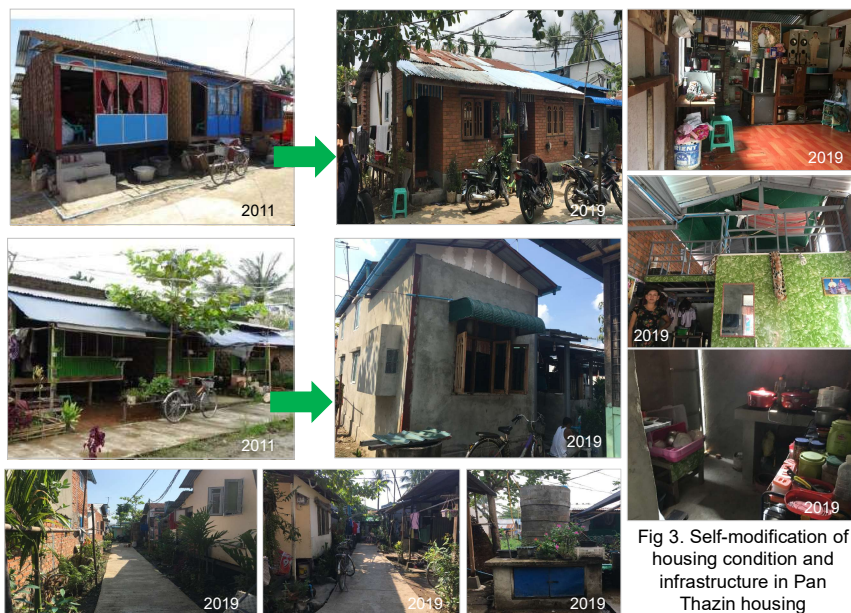 2011
2019
2019
2019
2011
2019
2019
2019
2019
2019
Fig 3. Self-modification of
housing condition and
infrastructure in Pan
Thazin housing